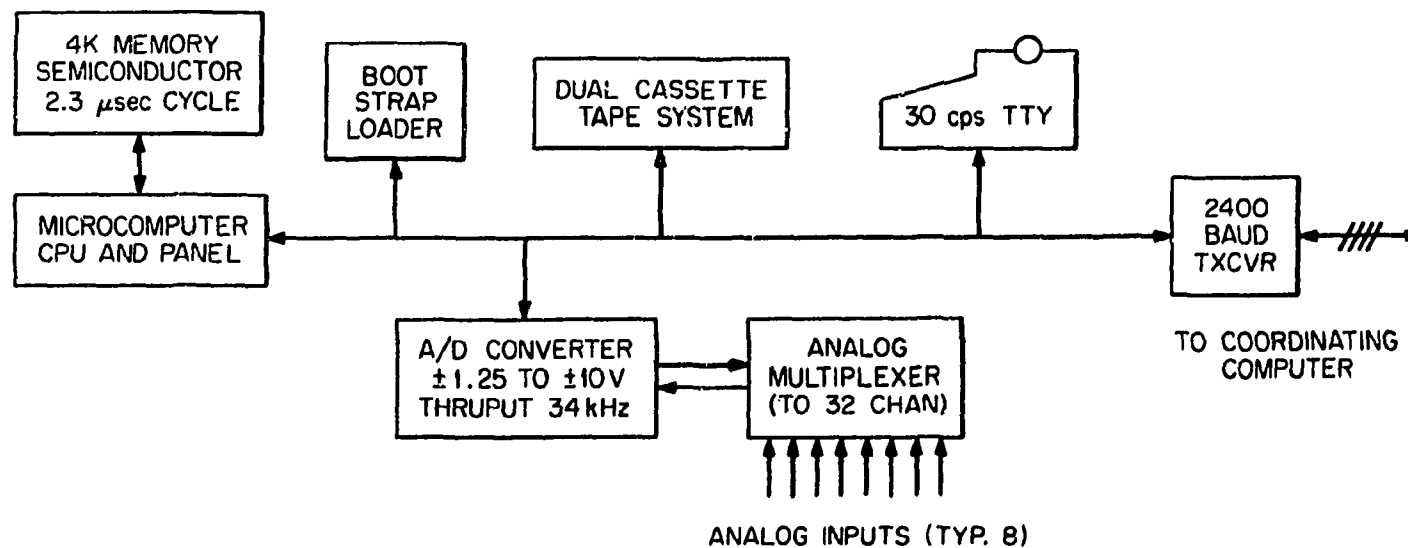 4K MEMORY
SEMICONDUCTOR
2.3 µsec CYCLE
BOOT
STRAP
LOADER
DUAL CASSETTE
TAPE SYSTEM
30 cps TTY
MICROCOMPUTER
CPU AND PANEL
2400
BAUD
TXCVR
A/D CONVERTER
±1.25 TO ±10V
THRUPUT 34kHz
ANALOG
MULTIPLEXER
(TO 32 CHAN)
TO COORDINATING
COMPUTER
ANALOG INPUTS (TYP. 8)